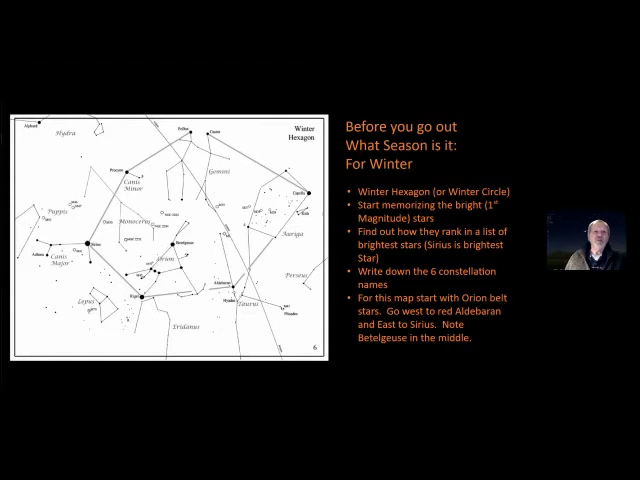 Alphard
Hydra
Pollux
Castor
Winter
Hexagon
Procyon
Canis
Minor
Gemini
Capella
Puppis
Monoceros
Kids
Auriga
Sirius
Betelgeuse
Adhara
Canis
Major
Orion
Perseus
Aldebaran
Lepus
Rigel
Hyades
Taurus
Pleiades
Eridanus
6
Before you go out
What Season is it:
For Winter
• Winter Hexagon (or Winter Circle)
• Start memorizing the bright (1st
Magnitude) stars
• Find out how they rank in a list of
brightest stars (Sirius is brightest
Star)
• Write down the 6 constellation
names
• For this map start with Orion belt
stars. Go west to red Aldebaran
and East to Sirius. Note
Betelgeuse in the middle.